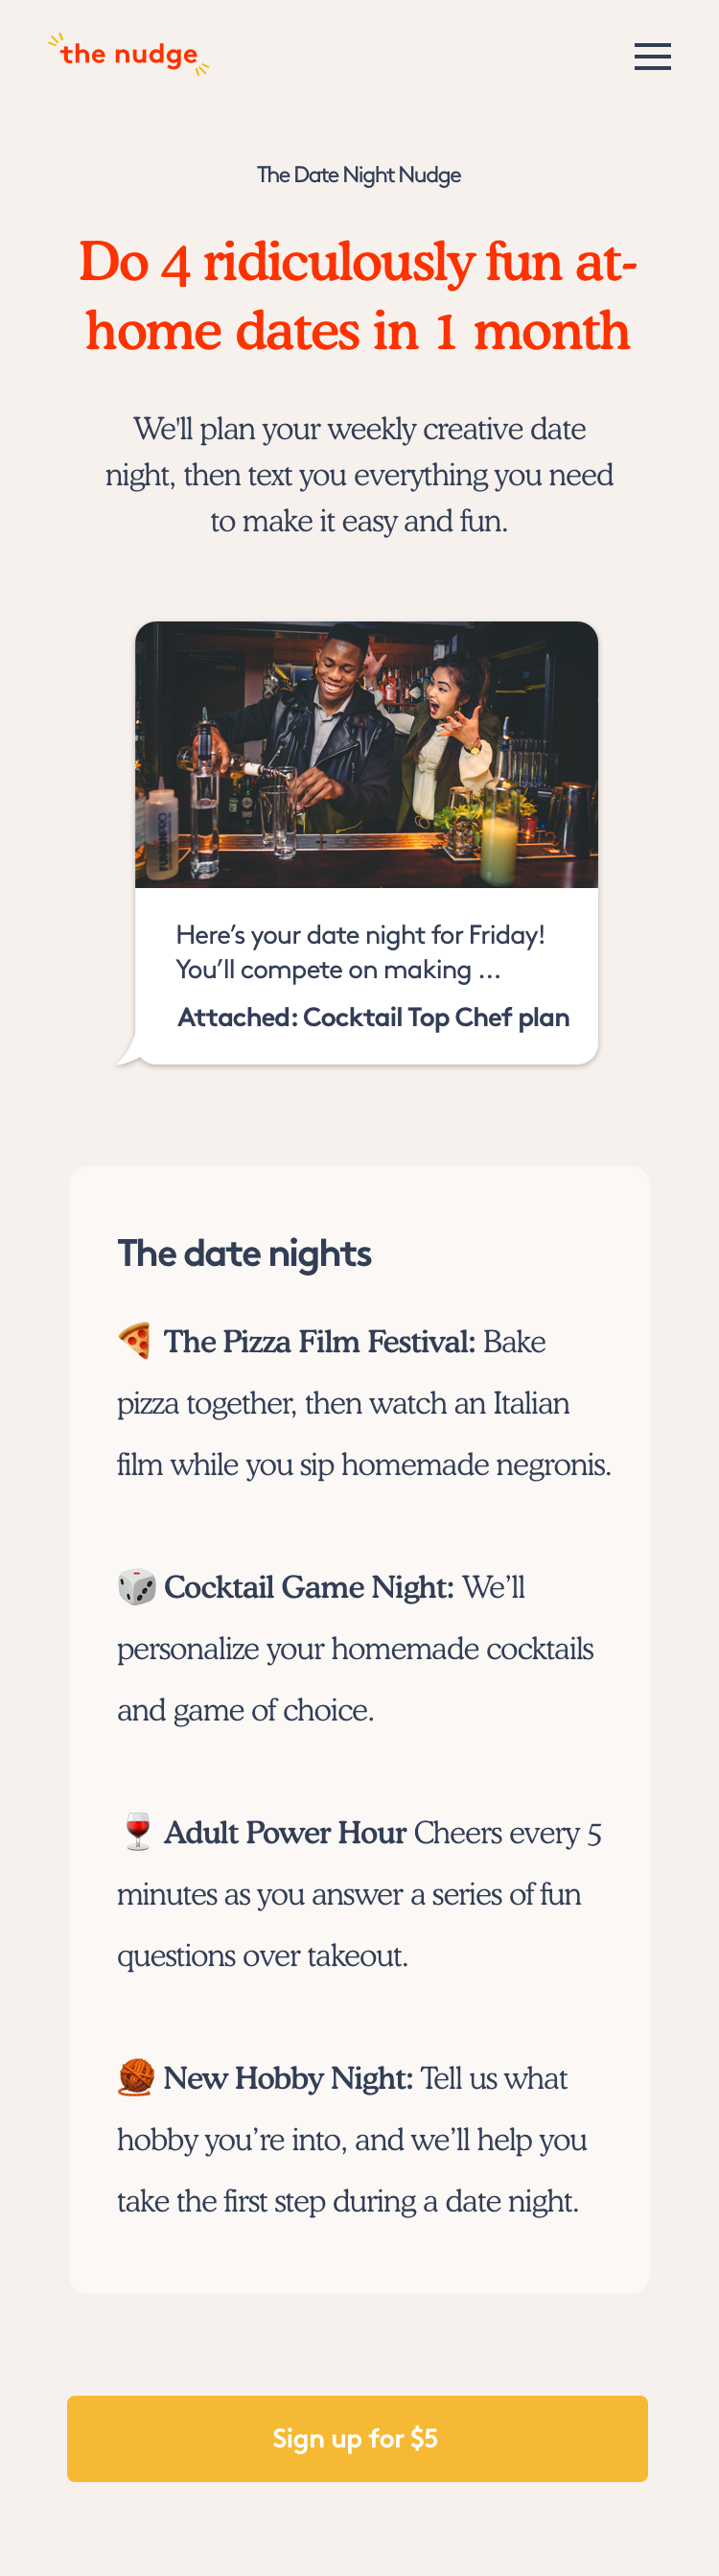 the nudge
The Date Night Nudge
Do 4 ridiculously fun at-
home dates in 1 month
We'll plan your weekly creative date
night, then text you everything you need
to make it easy and fun.
Here’s your date night for Friday!
You’ll compete on making ...
Attached: Cocktail Top Chef plan
The date nights
🍕 The Pizza Film Festival: Bake
pizza together, then watch an Italian
film while you sip homemade negronis.
🎲 Cocktail Game Night: We’ll
personalize your homemade cocktails
and game of choice.
🍷 Adult Power Hour Cheers every 5
minutes as you answer a series of fun
questions over takeout.
🧶 New Hobby Night: Tell us what
hobby you’re into, and we’ll help you
take the first step during a date night.
Sign up for $5